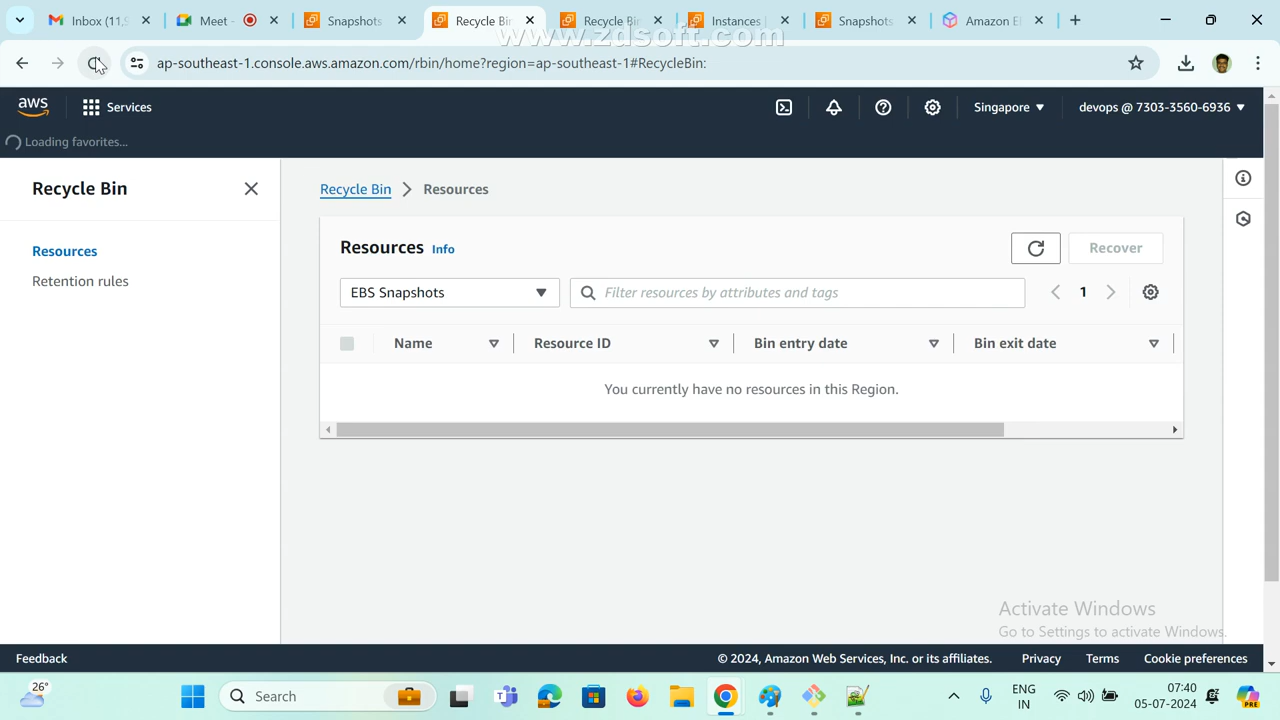 Inbox (11,9
Meet -
Snapshots
Recycle Bin
Recycle Bin
Instances |
Snapshots
Amazon E
www.zdsoft.com
ap-southeast-1.console.aws.amazon.com/rbin/home?region=ap-southeast-1#RecycleBin:
aws
Services
Singapore
devops @ 7303-3560-6936
Loading favorites...
Recycle Bin
Recycle Bin
Resources
Resources
Retention rules
Resources Info
Recover
EBS Snapshots
Filter resources by attributes and tags
1
Name
Resource ID
Bin entry date
Bin exit date
You currently have no resources in this Region.
Activate Windows
Go to Settings to activate Windows.
Feedback
© 2024, Amazon Web Services, Inc. or its affiliates.
Privacy
Terms
Cookie preferences
26°
Search
ENG
IN
07:40
05-07-2024
PRE